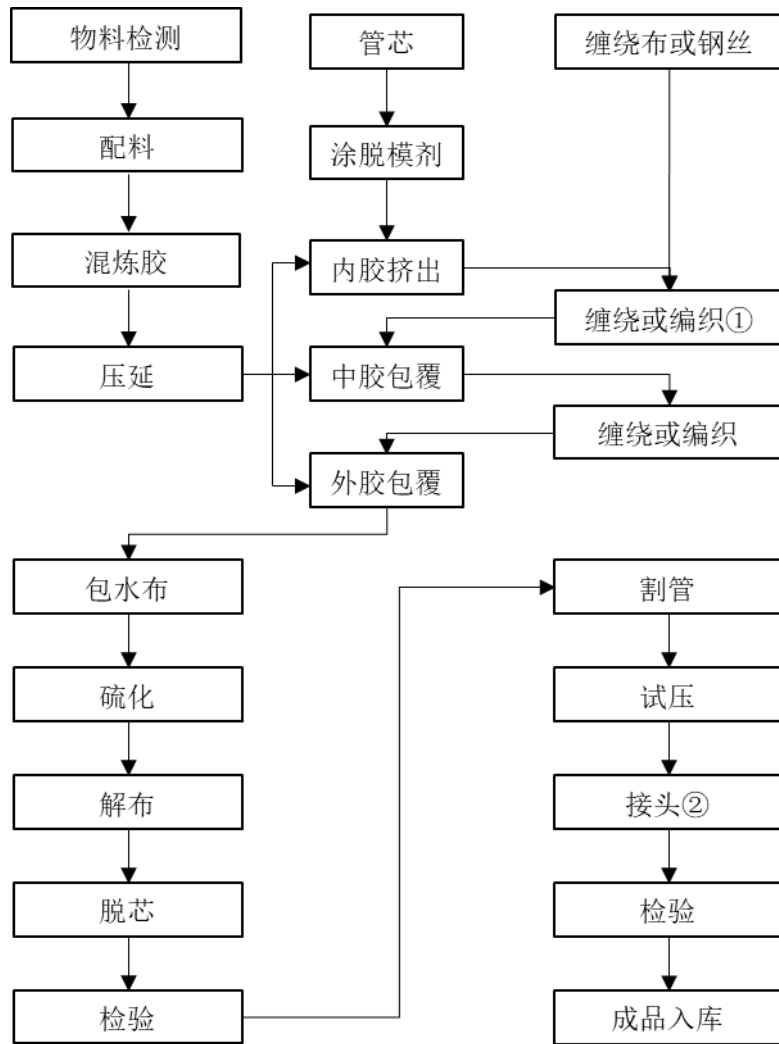 物料检测
管芯
缠绕布或钢丝
配料
涂脱模剂
混炼胶
内胶挤出
缠绕或编织①
压延
中胶包覆
缠绕或编织
外胶包覆
包水布
割管
硫化
试压
解布
接头②
脱芯
检验
检验
成品入库